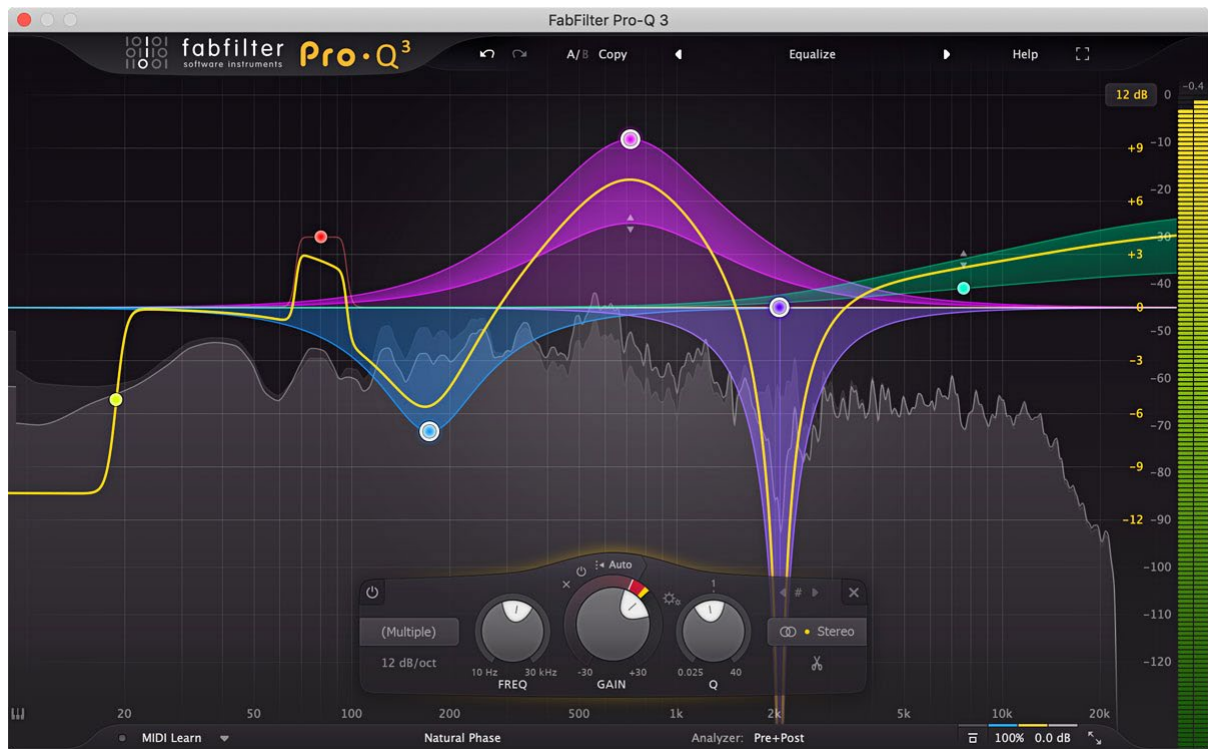 FabFilter Pro-Q 3
fabfilter
software instruments
Pro·Q3
A/B Copy
Equalize
Help
12 dB
0
-0.4
+9
-10
+6
-20
+3
-30
0
-40
-3
-50
-6
-60
-9
-70
-12
-80
-90
-100
-110
-120
Auto
1
#
(Multiple)
12 dB/oct
Stereo
10 Hz 30 kHz
FREQ
-30 +30
GAIN
0.025 40
Q
20 50 100 200 500 1k 2k 5k 10k 20k
MIDI Learn
Natural Phase
Analyzer: Pre+Post
100% 0.0 dB